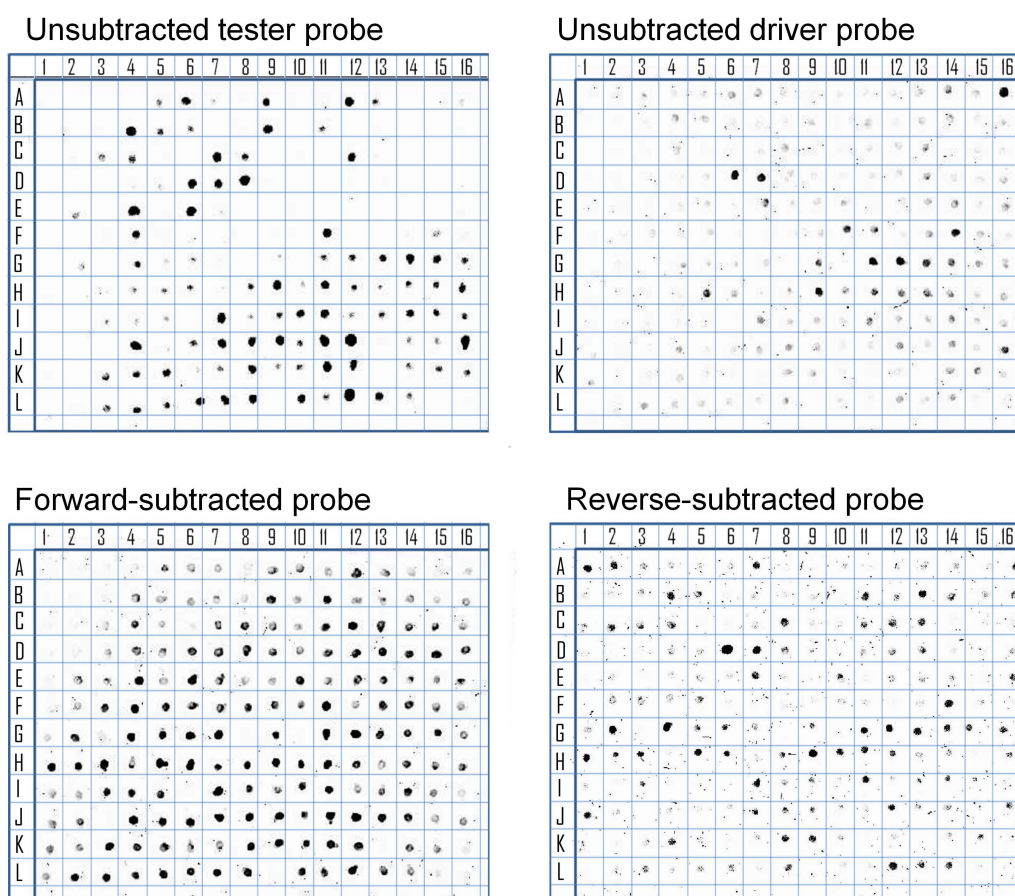 Unsubtracted tester probe
1 2 3 4 5 6 7 8 9 10 11 12 13 14 15 16
A
B
C
D
E
F
G
H
I
J
K
L
Unsubtracted driver probe
1 2 3 4 5 6 7 8 9 10 11 12 13 14 15 16
A
B
C
D
E
F
G
H
I
J
K
L
Forward-subtracted probe
1 2 3 4 5 6 7 8 9 10 11 12 13 14 15 16
A
B
C
D
E
F
G
H
I
J
K
L
Reverse-subtracted probe
1 2 3 4 5 6 7 8 9 10 11 12 13 14 15 16
A
B
C
D
E
F
G
H
I
J
K
L